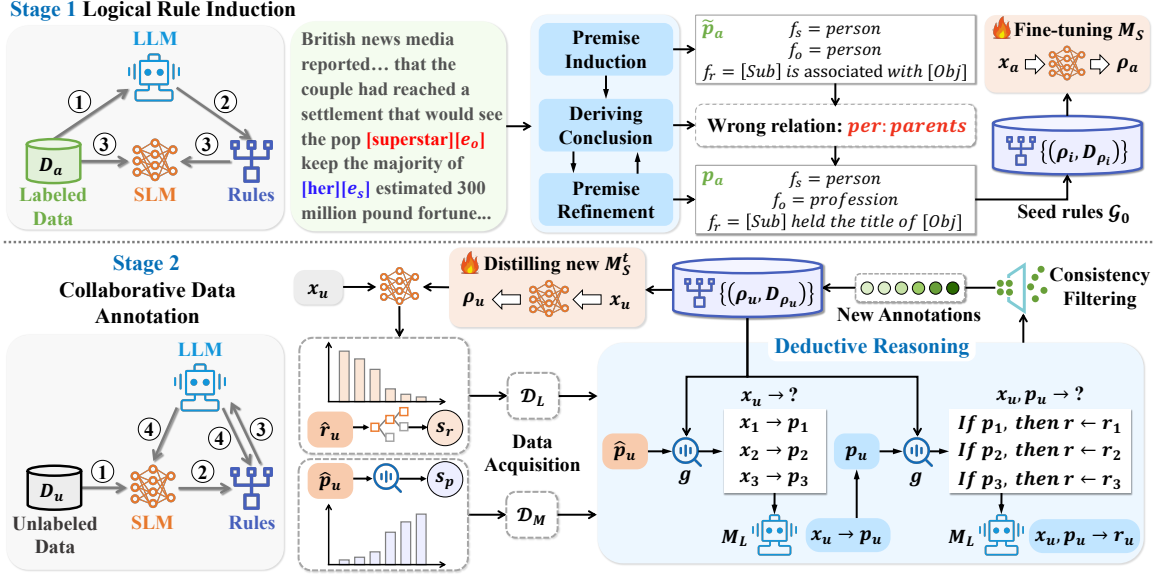 Stage 1 Logical Rule Induction
LLM
①
②
③
③
D_a
Labeled
Data
SLM
Rules
British news media
reported… that the
couple had reached a
settlement that would see
the pop [superstar][e_o]
keep the majority of
[her][e_s] estimated 300
million pound fortune...
Premise
Induction
Deriving
Conclusion
Premise
Refinement
p̃_a
f_s = person
f_o = person
f_r = [Sub] is associated with [Obj]
Wrong relation: per: parents
p_a
f_s = person
f_o = profession
f_r = [Sub] held the title of [Obj]
Fine-tuning M_S
x_a
ρ_a
{(ρ_i, D_{ρ_i})}
Seed rules 𝒢_0
Stage 2
Collaborative Data
Annotation
LLM
④
④
③
①
②
D_u
Unlabeled
Data
SLM
Rules
x_u
Distilling new M_S^t
ρ_u
x_u
{(ρ_u, D_{ρ_u})}
New Annotations
Consistency
Filtering
r̂_u
s_r
p̂_u
s_p
𝒟_L
Data
Acquisition
𝒟_M
Deductive Reasoning
p̂_u
g
x_u → ?
x_1 → p_1
x_2 → p_2
x_3 → p_3
M_L
x_u → p_u
p_u
g
x_u, p_u → ?
If p_1, then r ← r_1
If p_2, then r ← r_2
If p_3, then r ← r_3
M_L
x_u, p_u → r_u